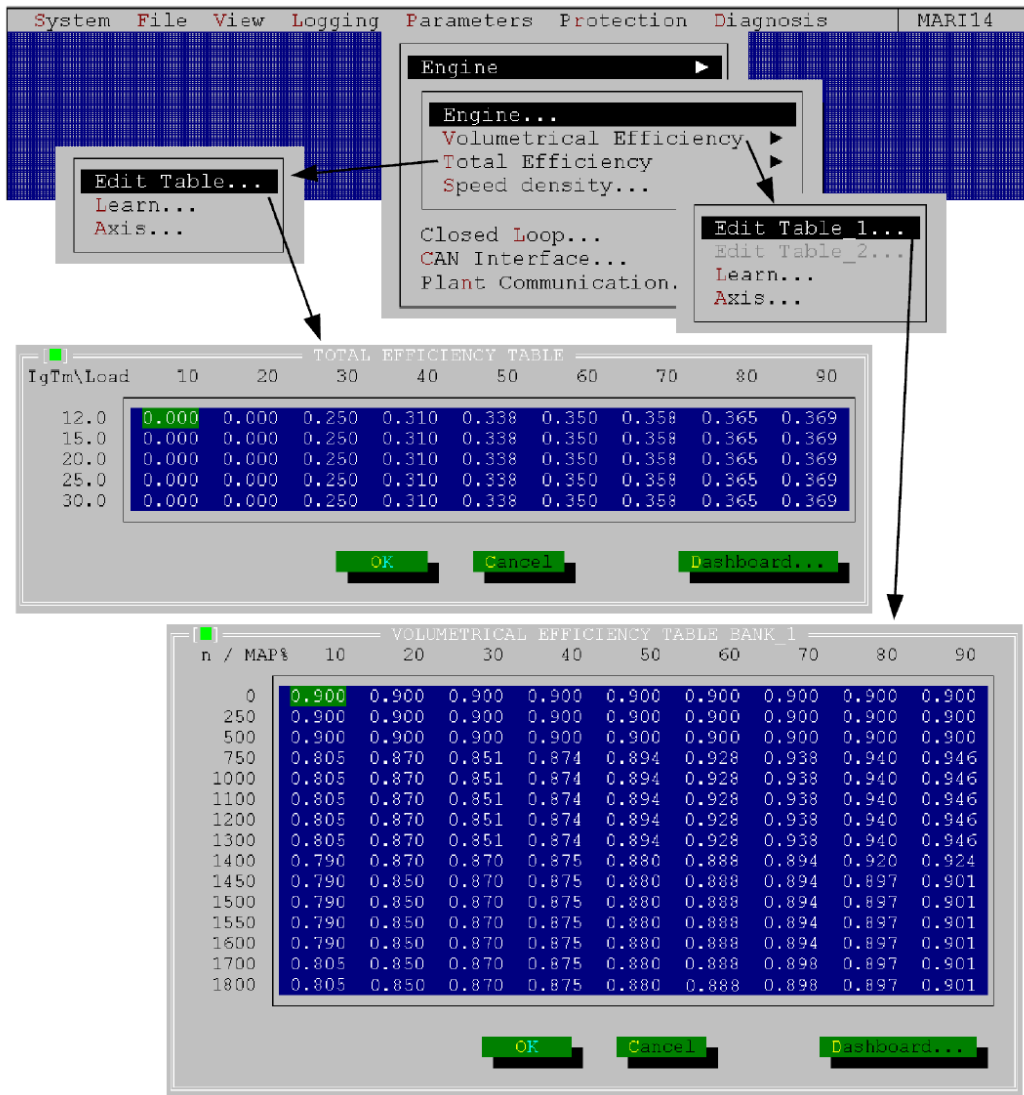 System File View Logging Parameters Protection Diagnosis MARI14
Engine ▶
Engine...
Volumetrical Efficiency ▶
Total Efficiency ▶
Speed density...
Closed Loop...
CAN Interface...
Plant Communication.
Edit Table...
Learn...
Axis...
Edit Table_1...
Edit Table_2...
Learn...
Axis...
TOTAL EFFICIENCY TABLE
IgTm\Load 10 20 30 40 50 60 70 80 90
12.0 0.000 0.000 0.250 0.310 0.338 0.350 0.358 0.365 0.369
15.0 0.000 0.000 0.250 0.310 0.338 0.350 0.358 0.365 0.369
20.0 0.000 0.000 0.250 0.310 0.338 0.350 0.358 0.365 0.369
25.0 0.000 0.000 0.250 0.310 0.338 0.350 0.358 0.365 0.369
30.0 0.000 0.000 0.250 0.310 0.338 0.350 0.358 0.365 0.369
OK Cancel Dashboard...
VOLUMETRICAL EFFICIENCY TABLE BANK_1
n / MAP% 10 20 30 40 50 60 70 80 90
0 0.900 0.900 0.900 0.900 0.900 0.900 0.900 0.900 0.900
250 0.900 0.900 0.900 0.900 0.900 0.900 0.900 0.900 0.900
500 0.900 0.900 0.900 0.900 0.900 0.900 0.900 0.900 0.900
750 0.805 0.870 0.851 0.874 0.894 0.928 0.938 0.940 0.946
1000 0.805 0.870 0.851 0.874 0.894 0.928 0.938 0.940 0.946
1100 0.805 0.870 0.851 0.874 0.894 0.928 0.938 0.940 0.946
1200 0.805 0.870 0.851 0.874 0.894 0.928 0.938 0.940 0.946
1300 0.805 0.870 0.851 0.874 0.894 0.928 0.938 0.940 0.946
1400 0.790 0.870 0.870 0.875 0.880 0.888 0.894 0.920 0.924
1450 0.790 0.850 0.870 0.875 0.880 0.888 0.894 0.897 0.901
1500 0.790 0.850 0.870 0.875 0.880 0.888 0.894 0.897 0.901
1550 0.790 0.850 0.870 0.875 0.880 0.888 0.894 0.897 0.901
1600 0.790 0.850 0.870 0.875 0.880 0.888 0.894 0.897 0.901
1700 0.805 0.850 0.870 0.875 0.880 0.888 0.898 0.897 0.901
1800 0.805 0.850 0.870 0.875 0.880 0.888 0.898 0.897 0.901
OK Cancel Dashboard...